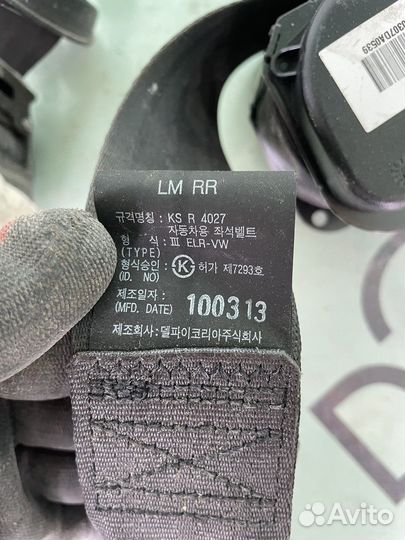 LM RR
규격명칭 : KS R 4027
자동차용 좌석벨트
형 식 : Ⅲ ELR-VW
(TYPE)
형식승인 : K 허가 제7293호
(ID. NO)
제조일자 : 100313
(MFD. DATE)
제조회사: 델파이코리아주식회사
Avito